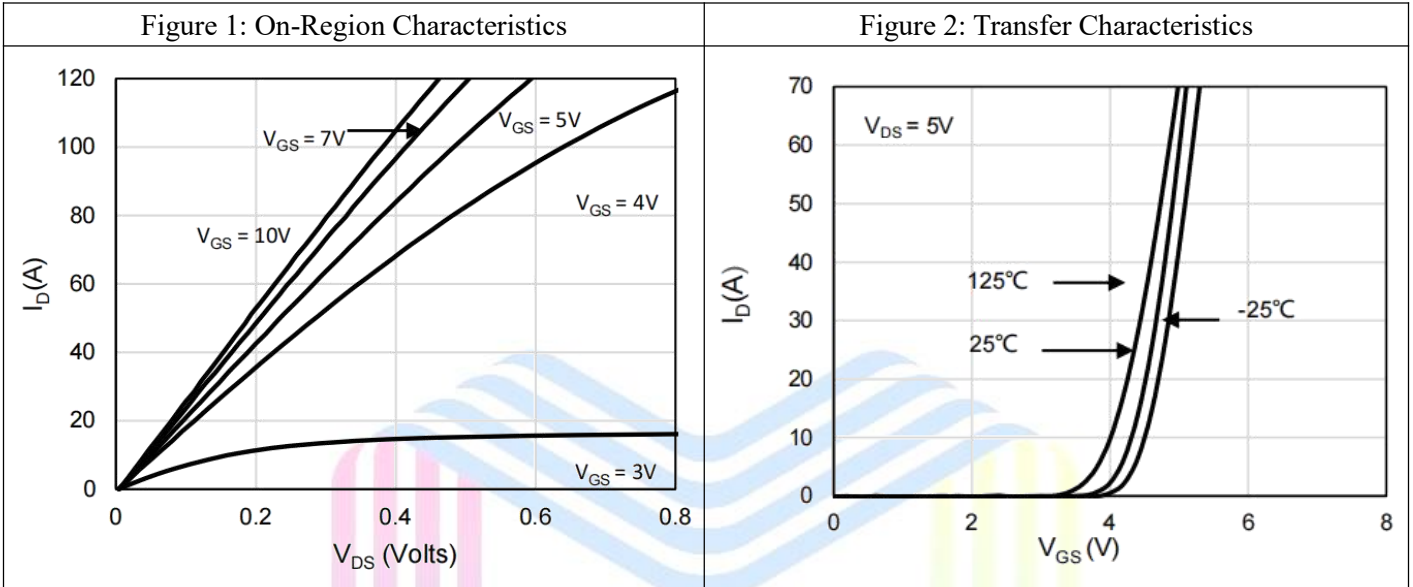 Figure 1: On-Region Characteristics
Figure 2: Transfer Characteristics
120
100
80
60
40
20
0
0
0.2
0.4
0.6
0.8
I_D(A)
V_DS (Volts)
V_GS = 7V
V_GS = 5V
V_GS = 4V
V_GS = 10V
V_GS = 3V
70
60
50
40
30
20
10
0
0
2
4
6
8
I_D(A)
V_GS (V)
V_DS = 5V
125℃
-25℃
25℃